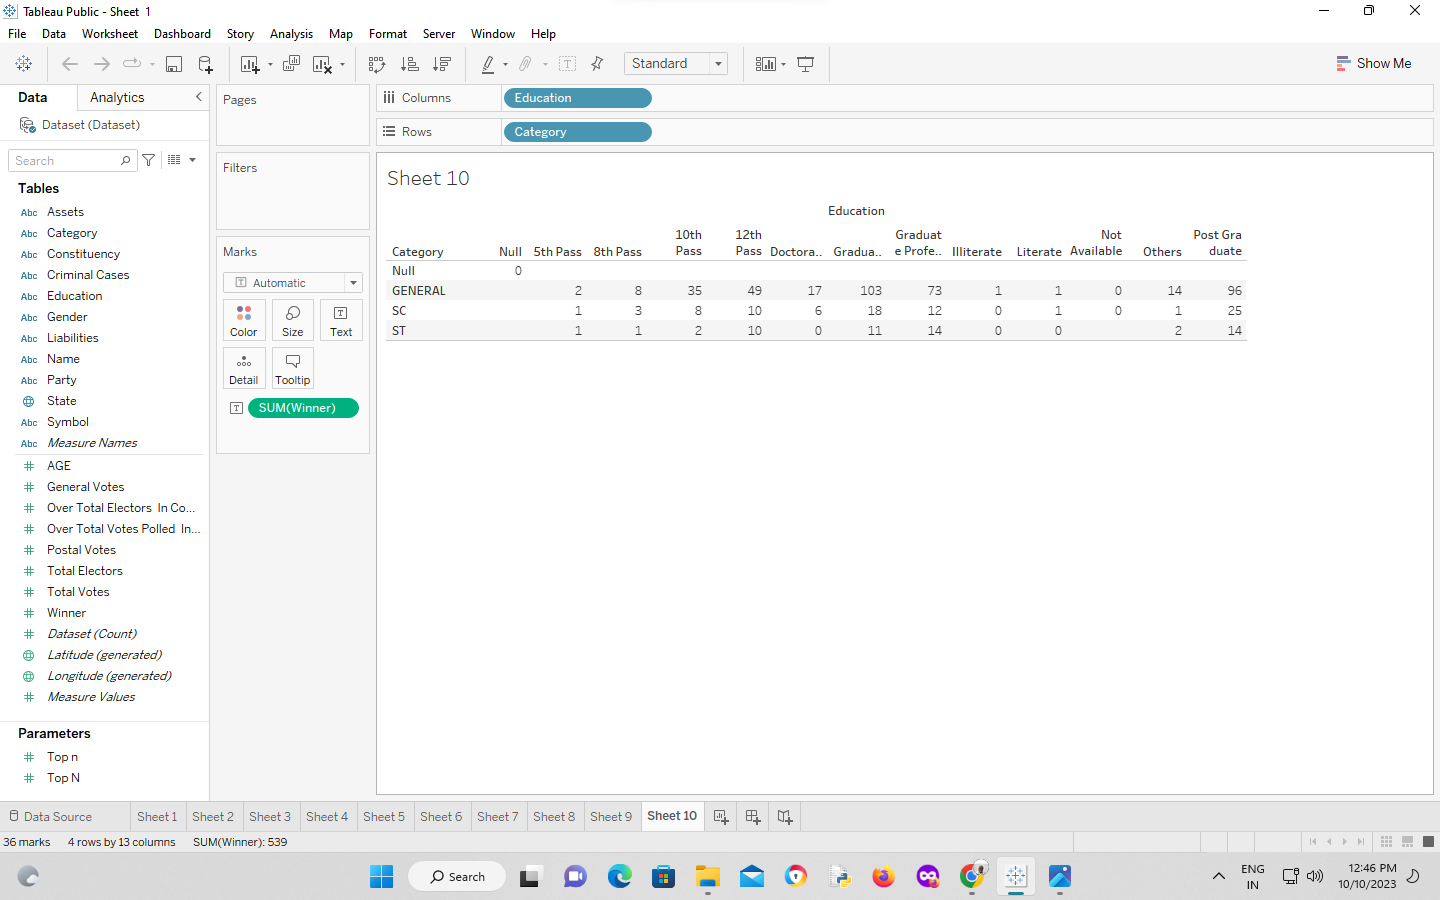 Tableau Public - Sheet 1
File Data Worksheet Dashboard Story Analysis Map Format Server Window Help
Standard
Show Me
Data Analytics
Dataset (Dataset)
Search
Tables
Abc Assets
Abc Category
Abc Constituency
Abc Criminal Cases
Abc Education
Abc Gender
Abc Liabilities
Abc Name
Abc Party
State
Abc Symbol
Abc Measure Names
AGE
General Votes
Over Total Electors In Co...
Over Total Votes Polled In...
Postal Votes
Total Electors
Total Votes
Winner
Dataset (Count)
Latitude (generated)
Longitude (generated)
Measure Values
Parameters
Top n
Top N
Pages
Filters
Marks
Automatic
Color Size Text
Detail Tooltip
SUM(Winner)
Columns Education
Rows Category
Sheet 10
Education
10th 12th Graduat Not Post Gra
Category Null 5th Pass 8th Pass Pass Pass Doctora.. Gradua.. e Profe.. Illiterate Literate Available Others duate
Null 0
GENERAL 2 8 35 49 17 103 73 1 1 0 14 96
SC 1 3 8 10 6 18 12 0 1 0 1 25
ST 1 1 2 10 0 11 14 0 0 2 14
Data Source Sheet 1 Sheet 2 Sheet 3 Sheet 4 Sheet 5 Sheet 6 Sheet 7 Sheet 8 Sheet 9 Sheet 10
36 marks 4 rows by 13 columns SUM(Winner): 539
Search
ENG
IN
12:46 PM
10/10/2023